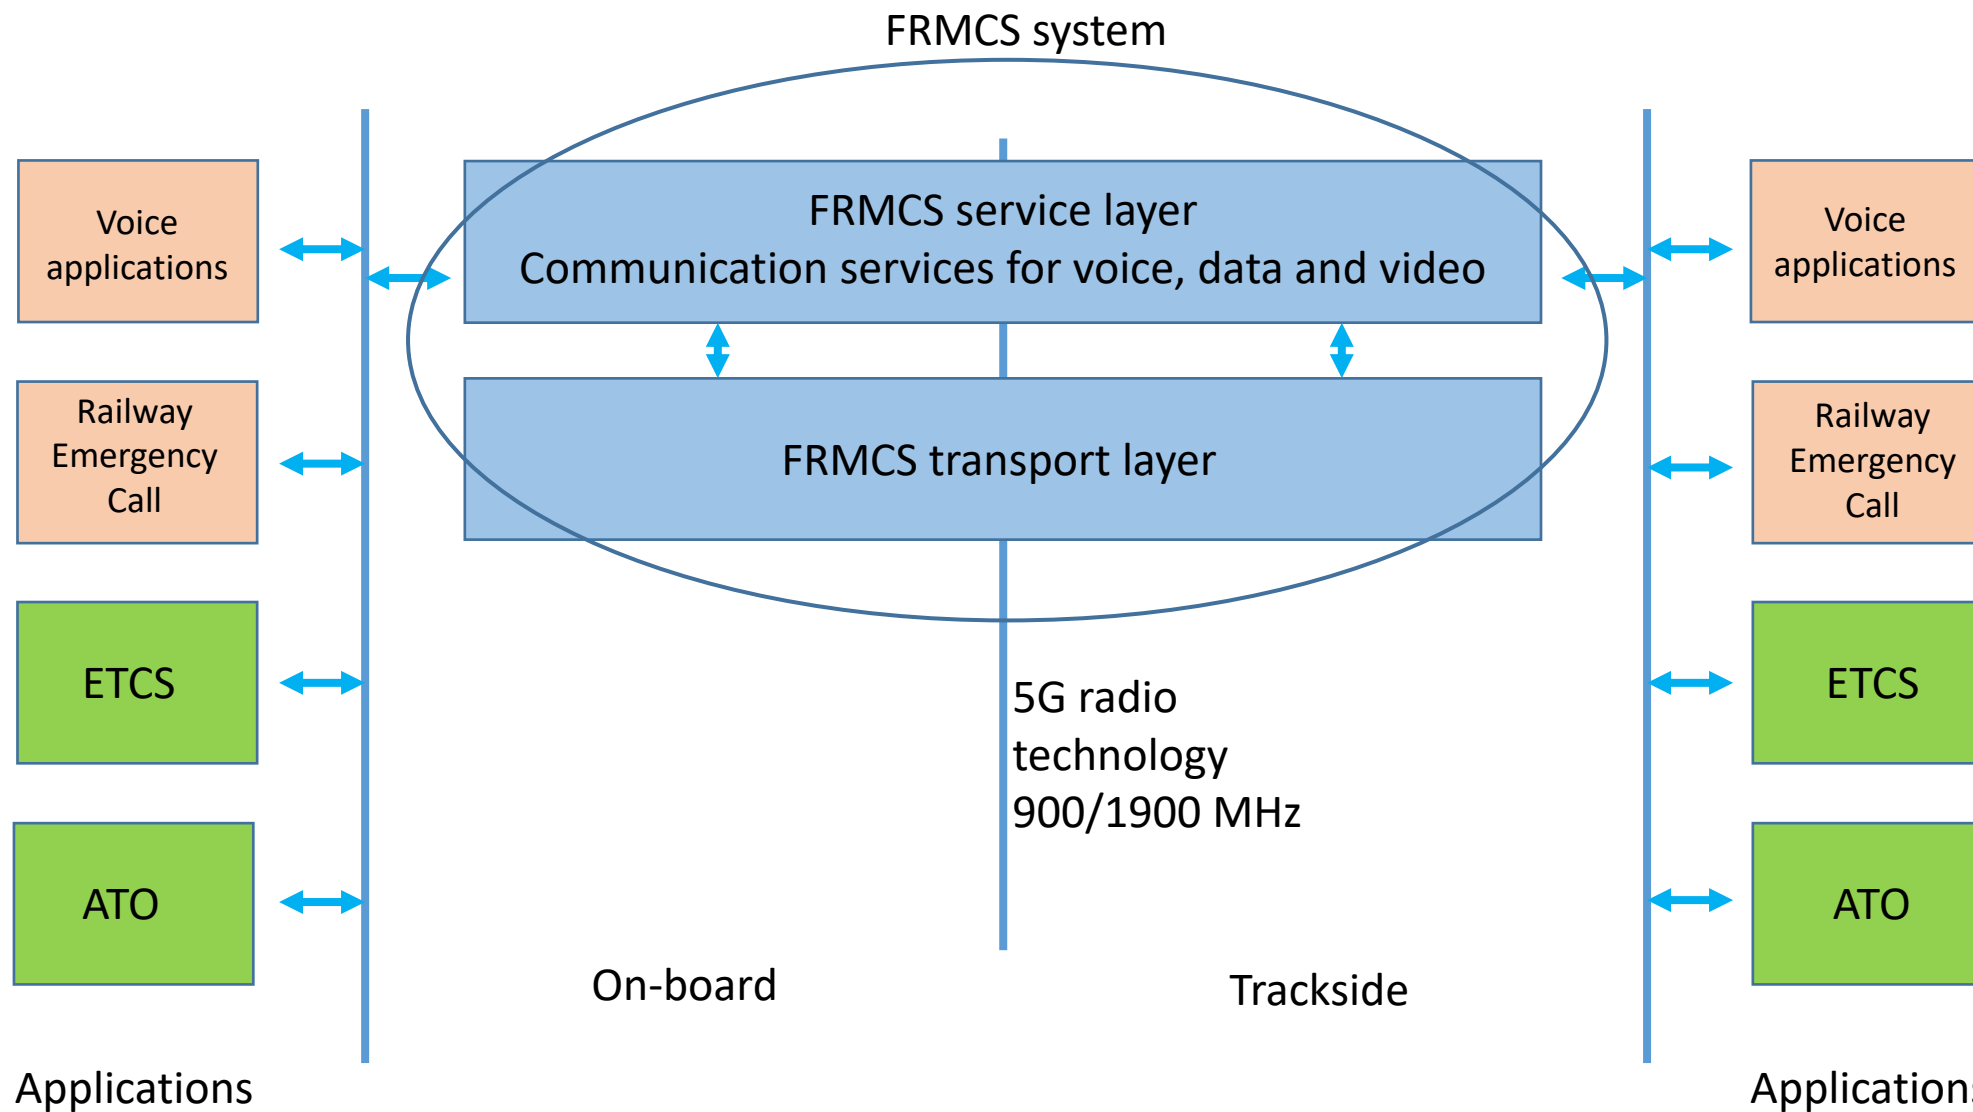 FRMCS system
Voice
applications
Railway
Emergency
Call
ETCS
ATO
Applications
FRMCS service layer
Communication services for voice, data and video
FRMCS transport layer
5G radio
technology
900/1900 MHz
On-board
Trackside
Voice
applications
Railway
Emergency
Call
ETCS
ATO
Applications